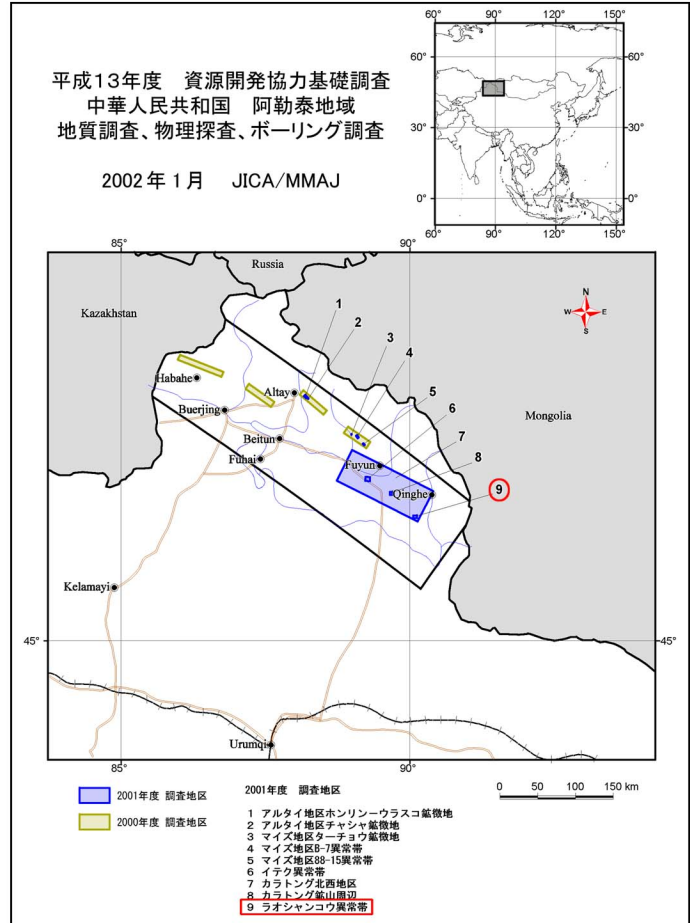 平成13年度 資源開発協力基礎調査
中華人民共和国 阿勒泰地域
地質調査、物理探査、ボーリング調査
2002年1月 JICA/MMAJ
60° 90° 120° 150°
60° 60°
30° 30°
0° 0°
60° 90° 120° 150°
85° 90°
Russia
Kazakhstan
Mongolia
N
W E
S
1
2
3
4
5
6
7
8
9
Habahe
Altay
Buerjing
Beitun
Fuhai
Fuyun
Qinghe
Kelamayi
45° 45°
Urumqi
85° 90°
2001年度 調査地区
2000年度 調査地区
2001年度 調査地区
1 アルタイ地区ホンリンーウラスコ鉱微地
2 アルタイ地区チャシャ鉱微地
3 マイズ地区ターチョウ鉱微地
4 マイズ地区B-7異常帯
5 マイズ地区88-15異常帯
6 イテク異常帯
7 カラトング北西地区
8 カラトング鉱山周辺
9 ラオシャンコウ異常帯
0 50 100 150 km